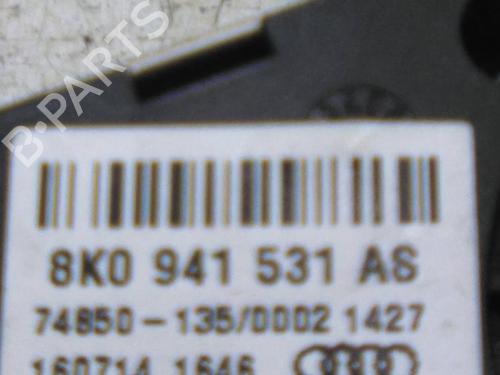 B-PARTS
8K0 941 531 AS
74850-135/0002 1427
160714 1646